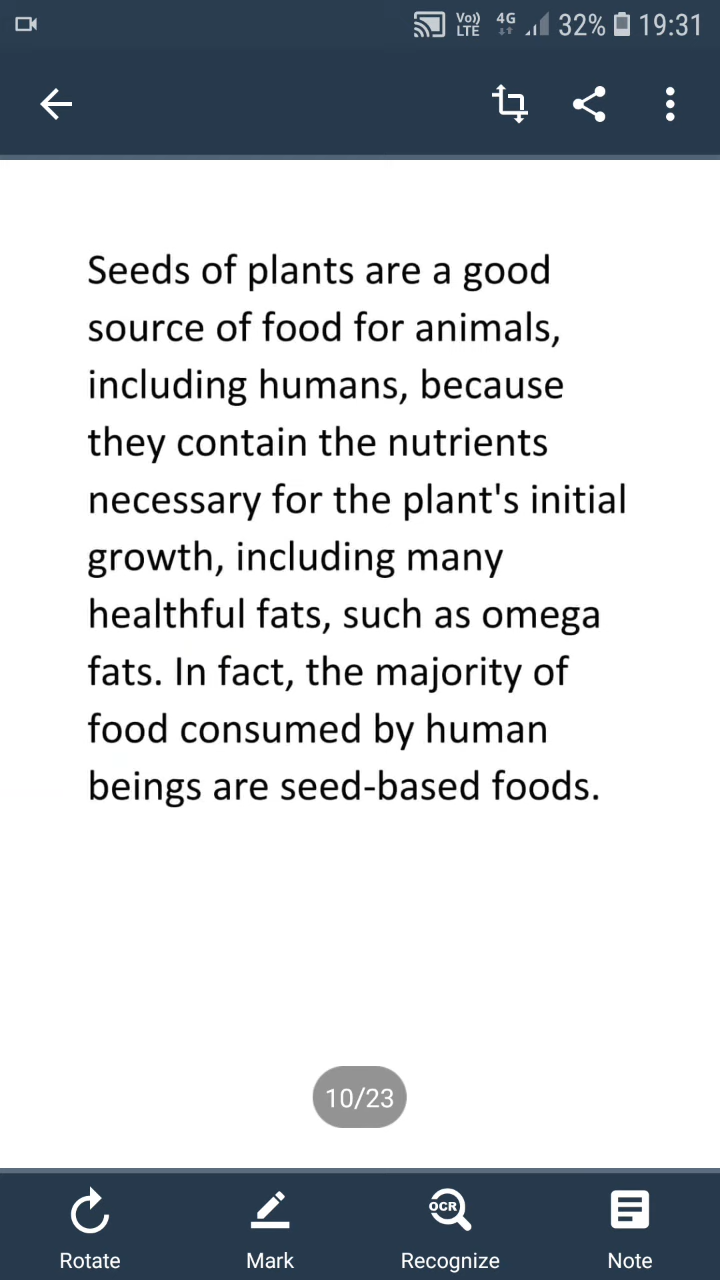 Vo)) LTE 4G 32% 19:31
Seeds of plants are a good
source of food for animals,
including humans, because
they contain the nutrients
necessary for the plant's initial
growth, including many
healthful fats, such as omega
fats. In fact, the majority of
food consumed by human
beings are seed-based foods.
10/23
OCR
Rotate Mark Recognize Note